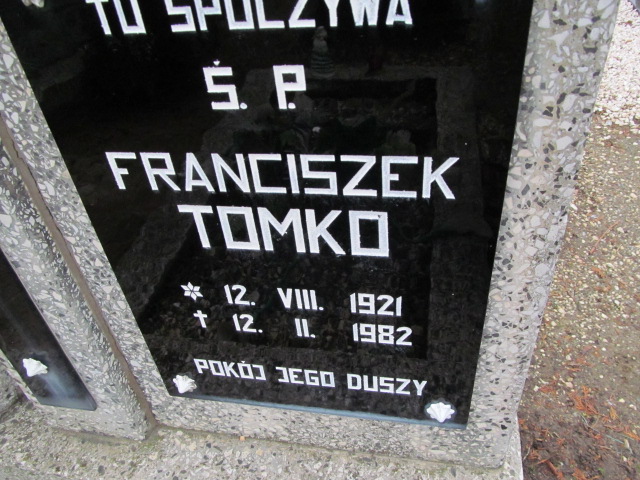 TU SPOCZYWA
Ś. P.
FRANCISZEK
TOMKO
* 12. VIII. 1921
† 12. II. 1982
POKÓJ JEGO DUSZY